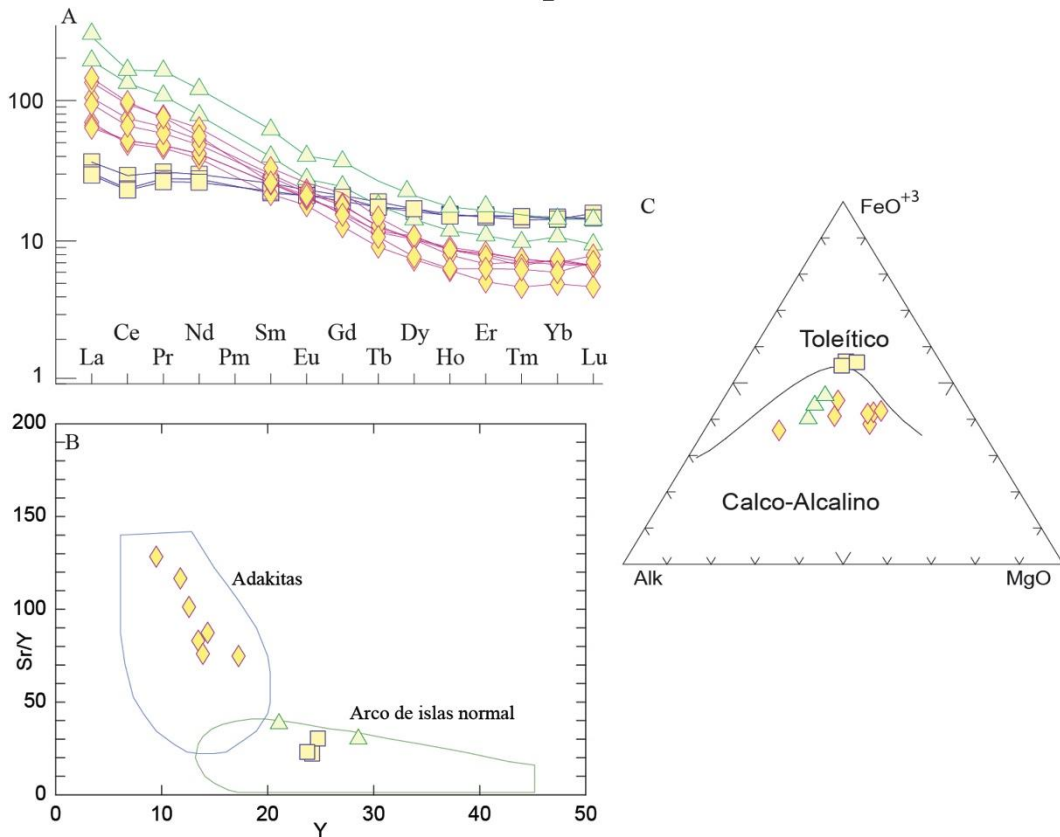 A
100
10
1
Ce Nd Sm Gd Dy Er Yb
La Pr Pm Eu Tb Ho Tm Lu
B
200
150
100
50
0
Sr/Y
Adakitas
Arco de islas normal
0 10 20 30 40 50
Y
C
FeO+3
Toleítico
Calco-Alcalino
Alk MgO